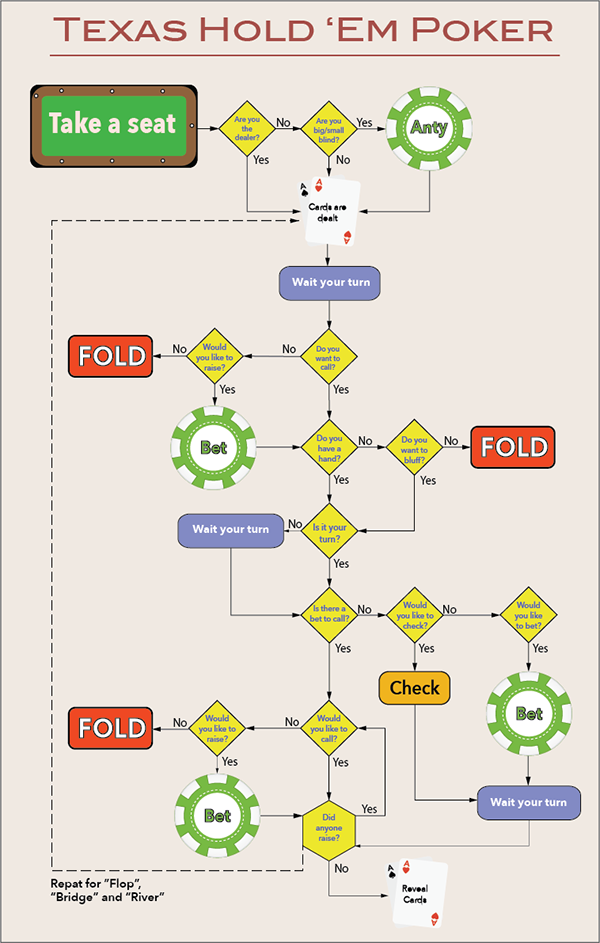 TEXAS HOLD ‘EM POKER
Take a seat
Are you
the
dealer?
No
Are you
big/small
blind?
Yes
Anty
Yes
No
A
A
Cards are
dealt
A
Wait your turn
FOLD
No
Would
you like to
raise?
No
Do you
want to
call?
Yes
Yes
Bet
Do you
have a
hand?
No
Do you
want to
bluff?
No
FOLD
Yes
Yes
Wait your turn
No
Is it your
turn?
Yes
Is there a
bet to call?
No
Would
you like to
check?
No
Would
you like
to bet?
Yes
Yes
Yes
Check
Bet
FOLD
No
Would
you like to
raise?
No
Would
you like to
call?
Yes
Yes
Bet
Did
anyone
raise?
Yes
Wait your turn
No
A
A
Reveal
Cards
A
Repat for “Flop”,
“Bridge” and “River”